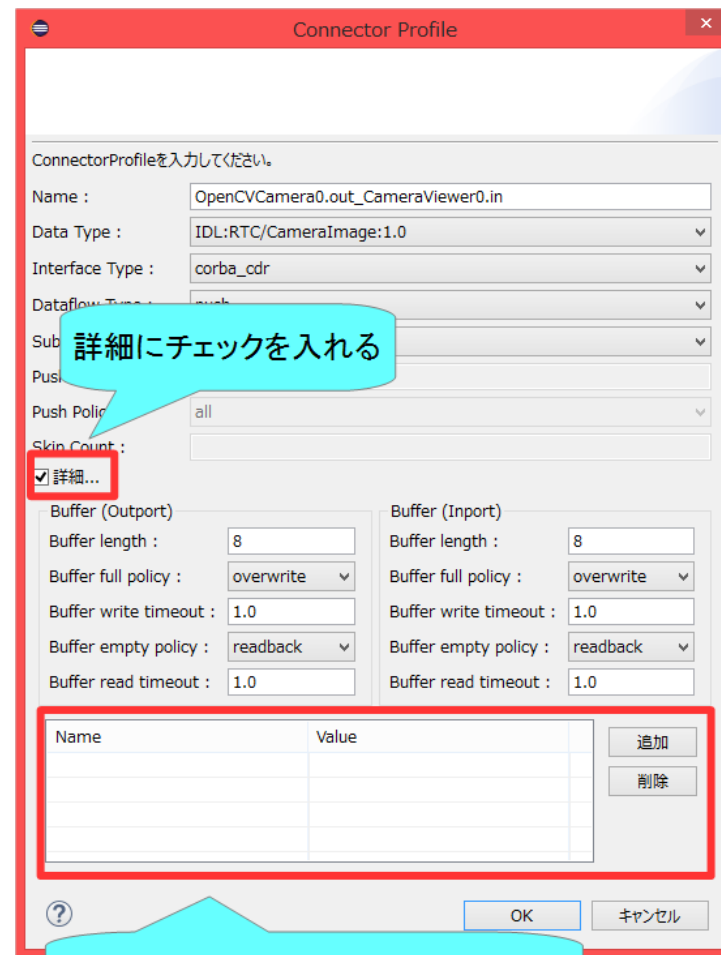 Connector Profile
ConnectorProfileを入力してください。
Name :
OpenCVCamera0.out_CameraViewer0.in
Data Type :
IDL:RTC/CameraImage:1.0
Interface Type :
corba_cdr
Dataflow Type :
push
詳細にチェックを入れる
Push Polic
all
Skip Count :
詳細...
Buffer (Outport)
Buffer length :
8
Buffer full policy :
overwrite
Buffer write timeout :
1.0
Buffer empty policy :
readback
Buffer read timeout :
1.0
Buffer (Inport)
Buffer length :
8
Buffer full policy :
overwrite
Buffer write timeout :
1.0
Buffer empty policy :
readback
Buffer read timeout :
1.0
Name
Value
追加
削除
OK
キャンセル